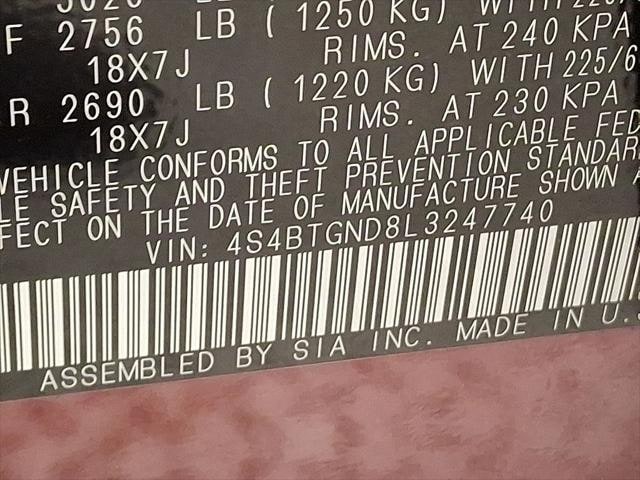 F 2756 LB ( 1250 KG) WITH
18X7J RIMS. AT 240 KPA
R 2690 LB ( 1220 KG) WITH 225/6
18X7J RIMS. AT 230 KPA
VEHICLE CONFORMS TO ALL APPLICABLE FED
LE SAFETY AND THEFT PREVENTION STANDAR
FECT ON THE DATE OF MANUFACTURE SHOWN A
VIN: 4S4BTGND8L3247740
ASSEMBLED BY SIA INC. MADE IN U.S